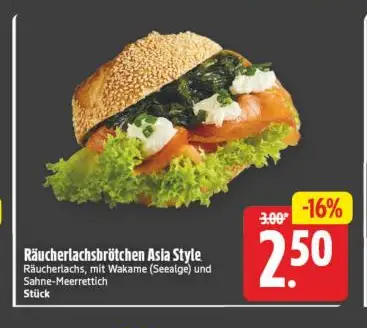 Räucherlachsbrötchen Asia Style
Räucherlachs, mit Wakame (Seealge) und
Sahne-Meerrettich
Stück
-16%
3.00*
2.50